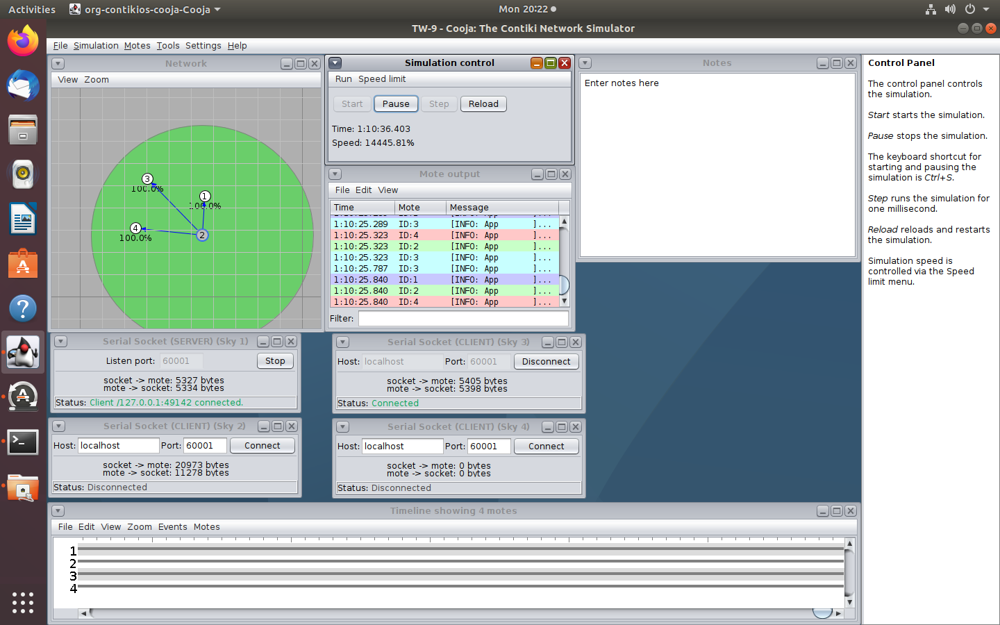 Activities org-contikios-cooja-Cooja Mon 20:22
TW-9 - Cooja: The Contiki Network Simulator
File Simulation Motes Tools Settings Help
Network
View Zoom
3
100.0%
1
100.0%
4
100.0%
2
Simulation control
Run Speed limit
Start Pause Step Reload
Time: 1:10:36.403
Speed: 14445.81%
Mote output
File Edit View
Time Mote Message
1:10:25.289 ID:3 [INFO: App ]...
1:10:25.323 ID:4 [INFO: App ]...
1:10:25.323 ID:2 [INFO: App ]...
1:10:25.323 ID:3 [INFO: App ]...
1:10:25.787 ID:3 [INFO: App ]...
1:10:25.840 ID:1 [INFO: App ]...
1:10:25.840 ID:2 [INFO: App ]...
1:10:25.840 ID:4 [INFO: App ]...
Filter:
Notes
Enter notes here
Control Panel
The control panel controls
the simulation.
Start starts the simulation.
Pause stops the simulation.
The keyboard shortcut for
starting and pausing the
simulation is Ctrl+S.
Step runs the simulation for
one millisecond.
Reload reloads and restarts
the simulation.
Simulation speed is
controlled via the Speed
limit menu.
Serial Socket (SERVER) (Sky 1)
Listen port: 60001 Stop
socket -> mote: 5327 bytes
mote -> socket: 5334 bytes
Status: Client /127.0.0.1:49142 connected.
Serial Socket (CLIENT) (Sky 3)
Host: localhost Port: 60001 Disconnect
socket -> mote: 5405 bytes
mote -> socket: 5398 bytes
Status: Connected
Serial Socket (CLIENT) (Sky 2)
Host: localhost Port: 60001 Connect
socket -> mote: 20973 bytes
mote -> socket: 11278 bytes
Status: Disconnected
Serial Socket (CLIENT) (Sky 4)
Host: localhost Port: 60001 Connect
socket -> mote: 0 bytes
mote -> socket: 0 bytes
Status: Disconnected
Timeline showing 4 motes
File Edit View Zoom Events Motes
1
2
3
4